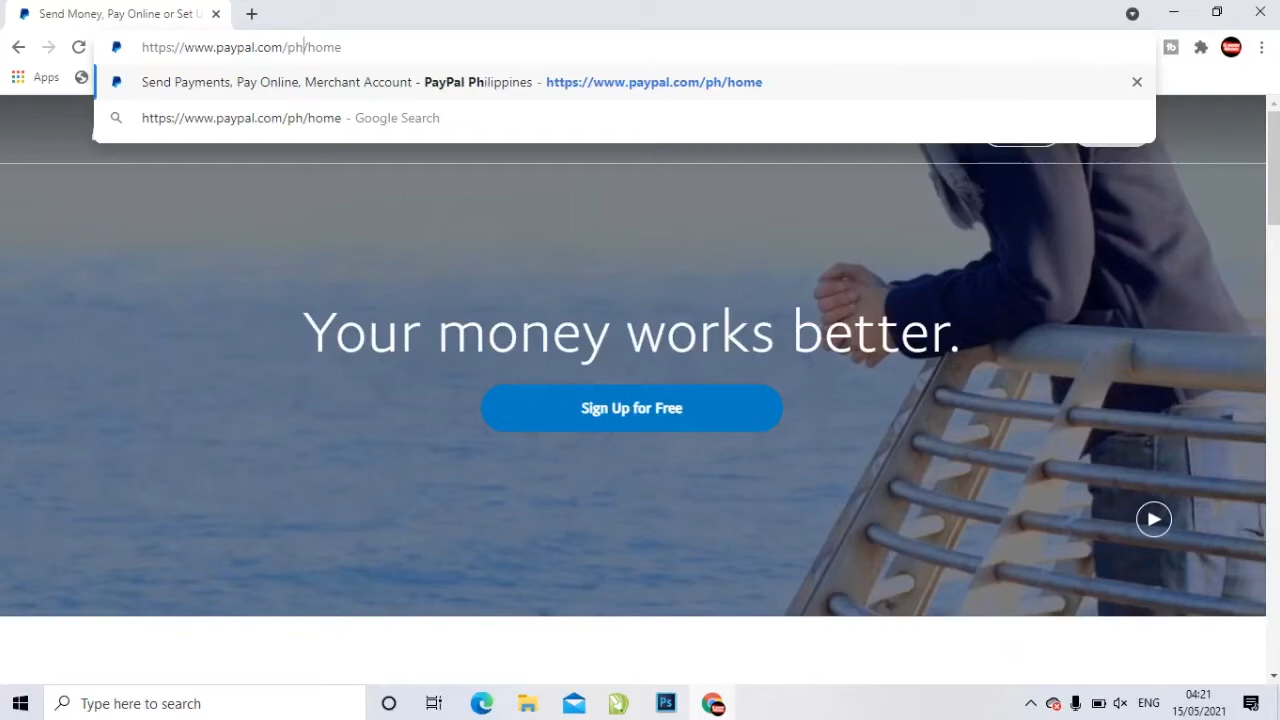 Send Money, Pay Online or Set U
https://www.paypal.com/ph/home
Apps
Send Payments, Pay Online, Merchant Account - PayPal Philippines - https://www.paypal.com/ph/home
https://www.paypal.com/ph/home - Google Search
Your money works better.
Sign Up for Free
Type here to search
Ps
ENG
04:21
15/05/2021